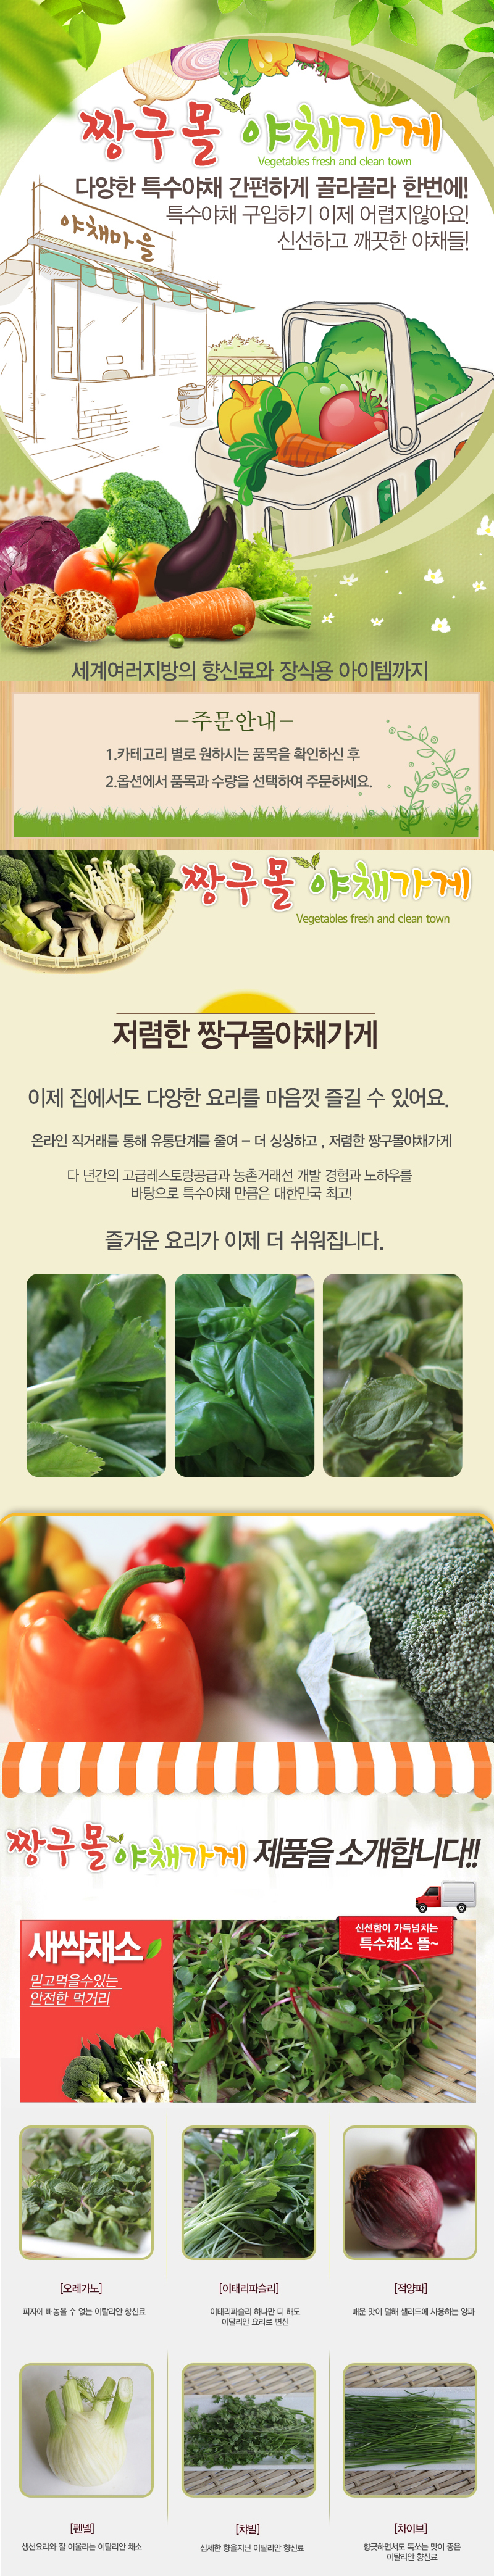 짱구몰 야채가게
Vegetables fresh and clean town
다양한 특수야채 간편하게 골라골라 한번에!
특수야채 구입하기 이제 어렵지않아요!
신선하고 깨끗한 야채들!
야채마을
세계여러지방의 향신료와 장식용 아이템까지
-주문안내-
1.카테고리 별로 원하시는 품목을 확인하신 후
2.옵션에서 품목과 수량을 선택하여 주문하세요.
짱구몰 야채가게
Vegetables fresh and clean town
저렴한 짱구몰야채가게
이제 집에서도 다양한 요리를 마음껏 즐길 수 있어요.
온라인 직거래를 통해 유통단계를 줄여 - 더 싱싱하고 , 저렴한 짱구몰야채가게
다 년간의 고급레스토랑공급과 농촌거래선 개발 경험과 노하우를
바탕으로 특수야채 만큼은 대한민국 최고!
즐거운 요리가 이제 더 쉬워집니다.
짱구몰 야채가게 제품을 소개합니다!!
신선함이 가득넘치는
특수채소 뜰~
새싹채소
믿고먹을수있는
안전한 먹거리
[오레가노]
피자에 빼놓을 수 없는 이탈리안 향신료
[이태리파슬리]
이태리파슬리 하나만 더 해도
이탈리안 요리로 변신
[적양파]
매운 맛이 덜해 샐러드에 사용하는 양파
[펜넬]
생선요리와 잘 어울리는 이탈리안 채소
[챠빌]
섬세한 향을지닌 이탈리안 향신료
[차이브]
향긋하면서도 톡쏘는 맛이 좋은
이탈리안 향신료